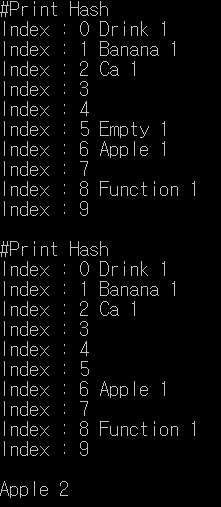 #Print Hash
Index : 0 Drink 1
Index : 1 Banana 1
Index : 2 Ca 1
Index : 3
Index : 4
Index : 5 Empty 1
Index : 6 Apple 1
Index : 7
Index : 8 Function 1
Index : 9
#Print Hash
Index : 0 Drink 1
Index : 1 Banana 1
Index : 2 Ca 1
Index : 3
Index : 4
Index : 5
Index : 6 Apple 1
Index : 7
Index : 8 Function 1
Index : 9
Apple 2